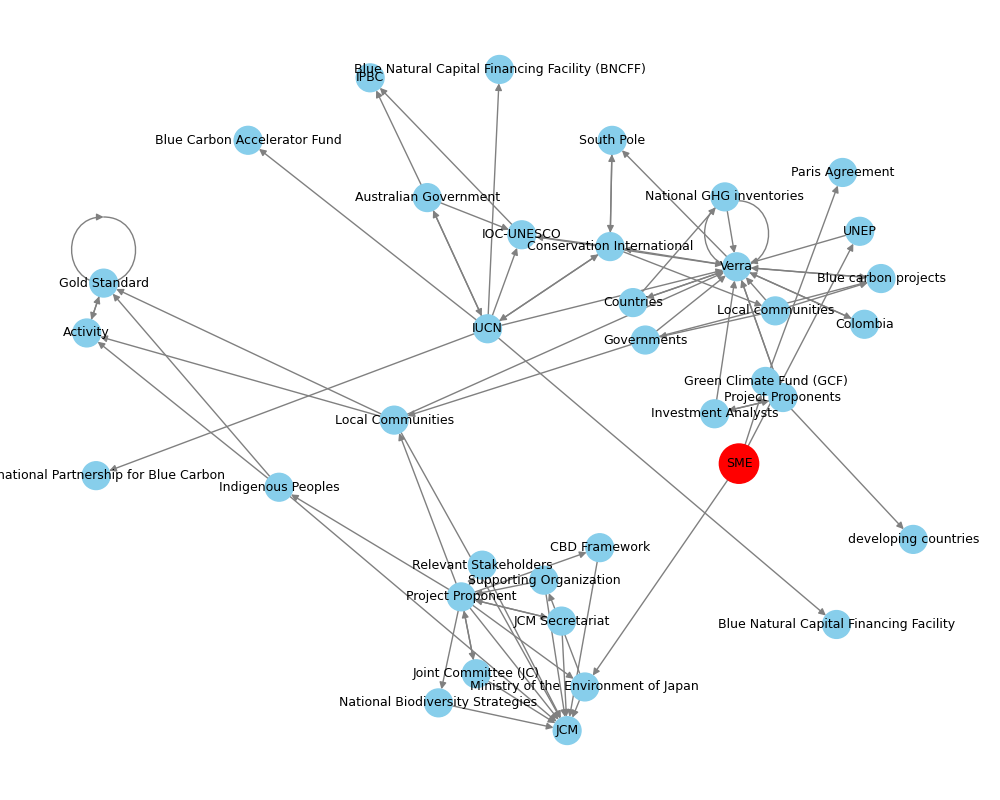 Blue Natural Capital Financing Facility (BNCFF)
IPBC
Blue Carbon Accelerator Fund
South Pole
Paris Agreement
Australian Government
National GHG inventories
IOC-UNESCO
UNEP
Conservation International
Verra
Gold Standard
Blue carbon projects
Countries
Local communities
Colombia
Activity
IUCN
Governments
Green Climate Fund (GCF)
Project Proponents
Investment Analysts
Local Communities
SME
national Partnership for Blue Carbon
Indigenous Peoples
developing countries
CBD Framework
Relevant Stakeholders
Supporting Organization
Project Proponent
JCM Secretariat
Blue Natural Capital Financing Facility
Joint Committee (JC)
Ministry of the Environment of Japan
National Biodiversity Strategies
JCM